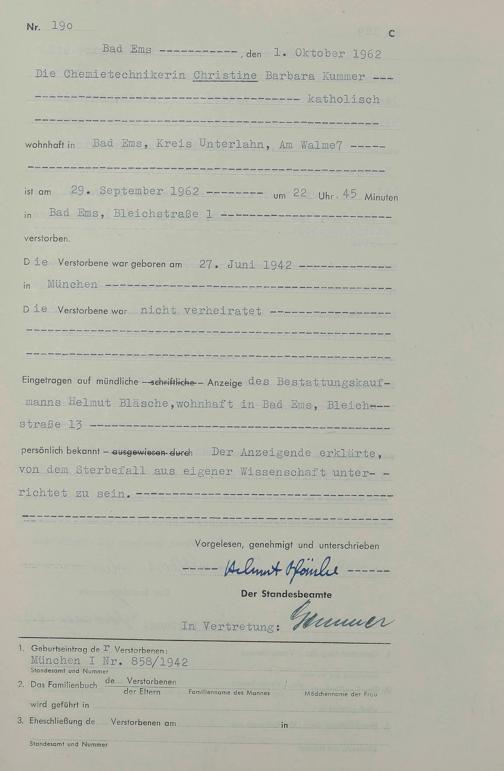 Nr. 190
C
Bad Ems -----------, den 1. Oktober 1962
Die Chemietechnikerin Christine Barbara Kummer ---
------------------------------------ katholisch
wohnhaft in Bad Ems, Kreis Unterlahn, Am Walme7 -----
ist am 29. September 1962 -------- um 22 Uhr 45 Minuten
in Bad Ems, Bleichstraße 1 ----------------------
verstorben.
Die Verstorbene war geboren am 27. Juni 1942 -------------
in München -------------------------------------
Die Verstorbene war nicht verheiratet -----------------
Eingetragen auf mündliche – schriftliche – Anzeige des Bestattungskauf-
manns Helmut Bläsche,wohnhaft in Bad Ems, Bleich---
straße 13 ----------------------------------------
persönlich bekannt – ausgewiesen durch Der Anzeigende erklärte,
von dem Sterbefall aus eigener Wissenschaft unter- -
richtet zu sein. -----------------------------------
Vorgelesen, genehmigt und unterschrieben
----- Helmut Bläsche ------
Der Standesbeamte
In Vertretung:
1. Geburtseintrag der Verstorbenen:
München I Nr. 858/1942
Standesamt und Nummer
2. Das Familienbuch de Verstorbenen
der Eltern Familienname des Mannes / Mädchenname der Frau
wird geführt in
3. Eheschließung de Verstorbenen am in
Standesamt und Nummer